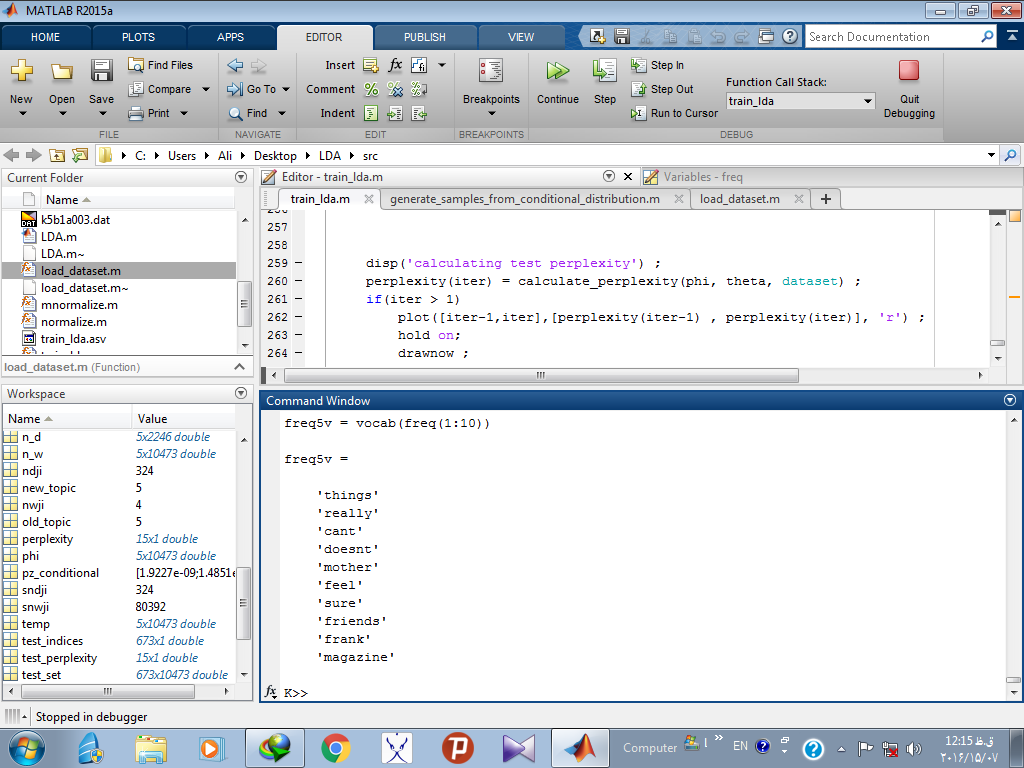 MATLAB R2015a
HOME PLOTS APPS EDITOR PUBLISH VIEW Search Documentation
New Open Save Find Files Compare Print
FILE
Go To Find
NAVIGATE
Insert fx fi
Comment % %
Indent
EDIT
Breakpoints
BREAKPOINTS
Continue Step Step In Step Out Run to Cursor
Function Call Stack:
train_lda
Quit Debugging
DEBUG
C: Users Ali Desktop LDA src
Current Folder
Name
k5b1a003.dat
LDA.m
LDA.m~
load_dataset.m
load_dataset.m~
mnormalize.m
normalize.m
train_lda.asv
load_dataset.m (Function)
Workspace
Name Value
n_d 5x2246 double
n_w 5x10473 double
ndji 324
new_topic 5
nwji 4
old_topic 5
perplexity 15x1 double
phi 5x10473 double
pz_conditional [1.9227e-09;1.4851e
sndji 324
snwji 80392
temp 5x10473 double
test_indices 673x1 double
test_perplexity 15x1 double
test_set 673x10473 double
Editor - train_lda.m
Variables - freq
train_lda.m generate_samples_from_conditional_distribution.m load_dataset.m +
256
257
258
259 – disp('calculating test perplexity') ;
260 – perplexity(iter) = calculate_perplexity(phi, theta, dataset) ;
261 – if(iter > 1)
262 – plot([iter-1,iter],[perplexity(iter-1) , perplexity(iter)], 'r') ;
263 – hold on;
264 – drawnow ;
Command Window
freq5v = vocab(freq(1:10))
freq5v =
'things'
'really'
'cant'
'doesnt'
'mother'
'feel'
'sure'
'friends'
'frank'
'magazine'
fx K>>
Stopped in debugger
Computer » EN 12:15 ق.ظ
۲۰۱۶/۱۵/۰۷